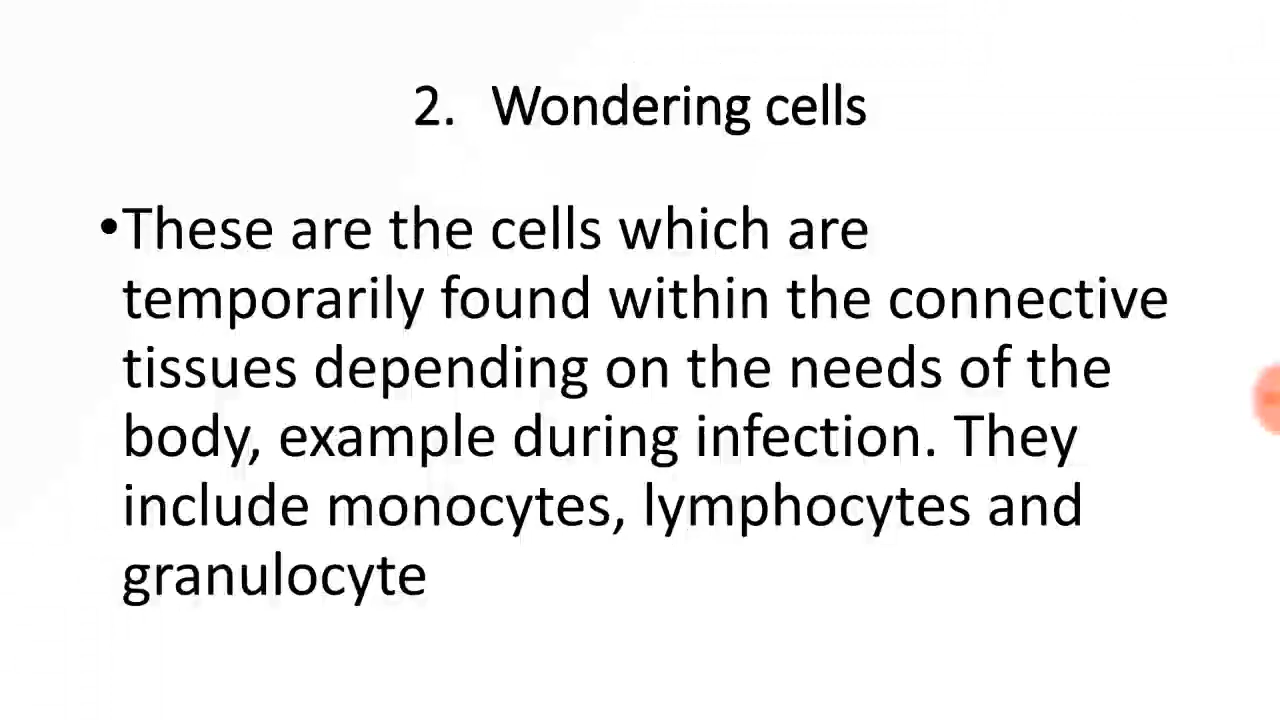 2. Wondering cells
•These are the cells which are
temporarily found within the connective
tissues depending on the needs of the
body, example during infection. They
include monocytes, lymphocytes and
granulocyte